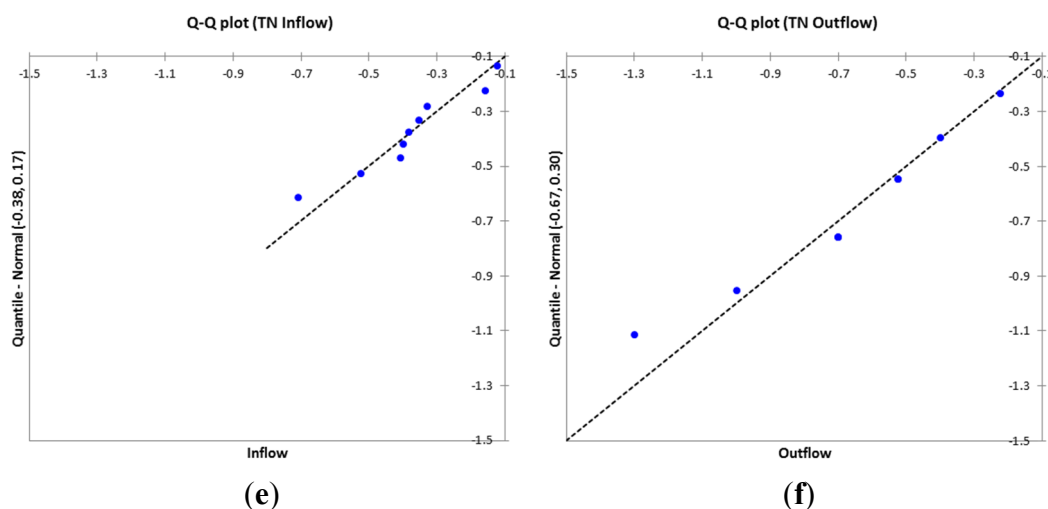 Q-Q plot (TN Inflow)
-1.5 -1.3 -1.1 -0.9 -0.7 -0.5 -0.3 -0.1
-0.1
-0.3
-0.5
-0.7
-0.9
-1.1
-1.3
-1.5
Quantile - Normal (-0.38, 0.17)
Inflow
(e)
Q-Q plot (TN Outflow)
-1.5 -1.3 -1.1 -0.9 -0.7 -0.5 -0.3 -0.1
-0.1
-0.3
-0.5
-0.7
-0.9
-1.1
-1.3
-1.5
Quantile - Normal (-0.67, 0.30)
Outflow
(f)